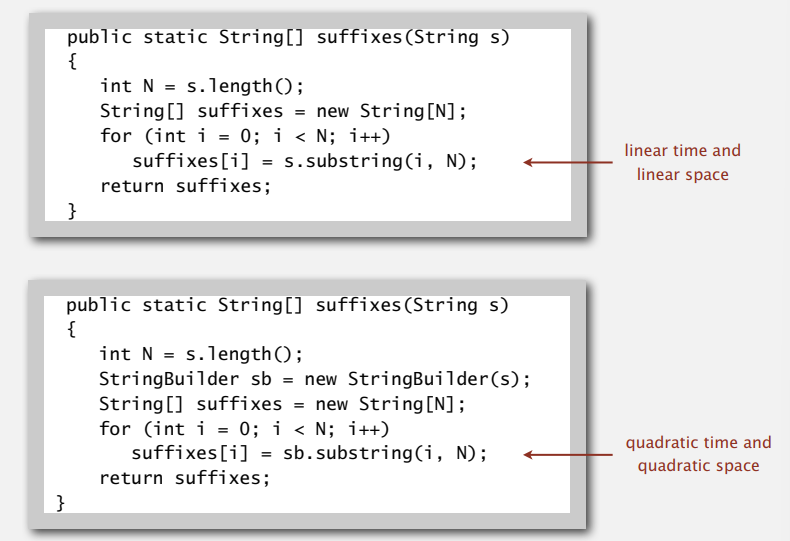 public static String[] suffixes(String s)
{
int N = s.length();
String[] suffixes = new String[N];
for (int i = 0; i < N; i++)
suffixes[i] = s.substring(i, N);
return suffixes;
}
linear time and
linear space
public static String[] suffixes(String s)
{
int N = s.length();
StringBuilder sb = new StringBuilder(s);
String[] suffixes = new String[N];
for (int i = 0; i < N; i++)
suffixes[i] = sb.substring(i, N);
return suffixes;
}
quadratic time and
quadratic space